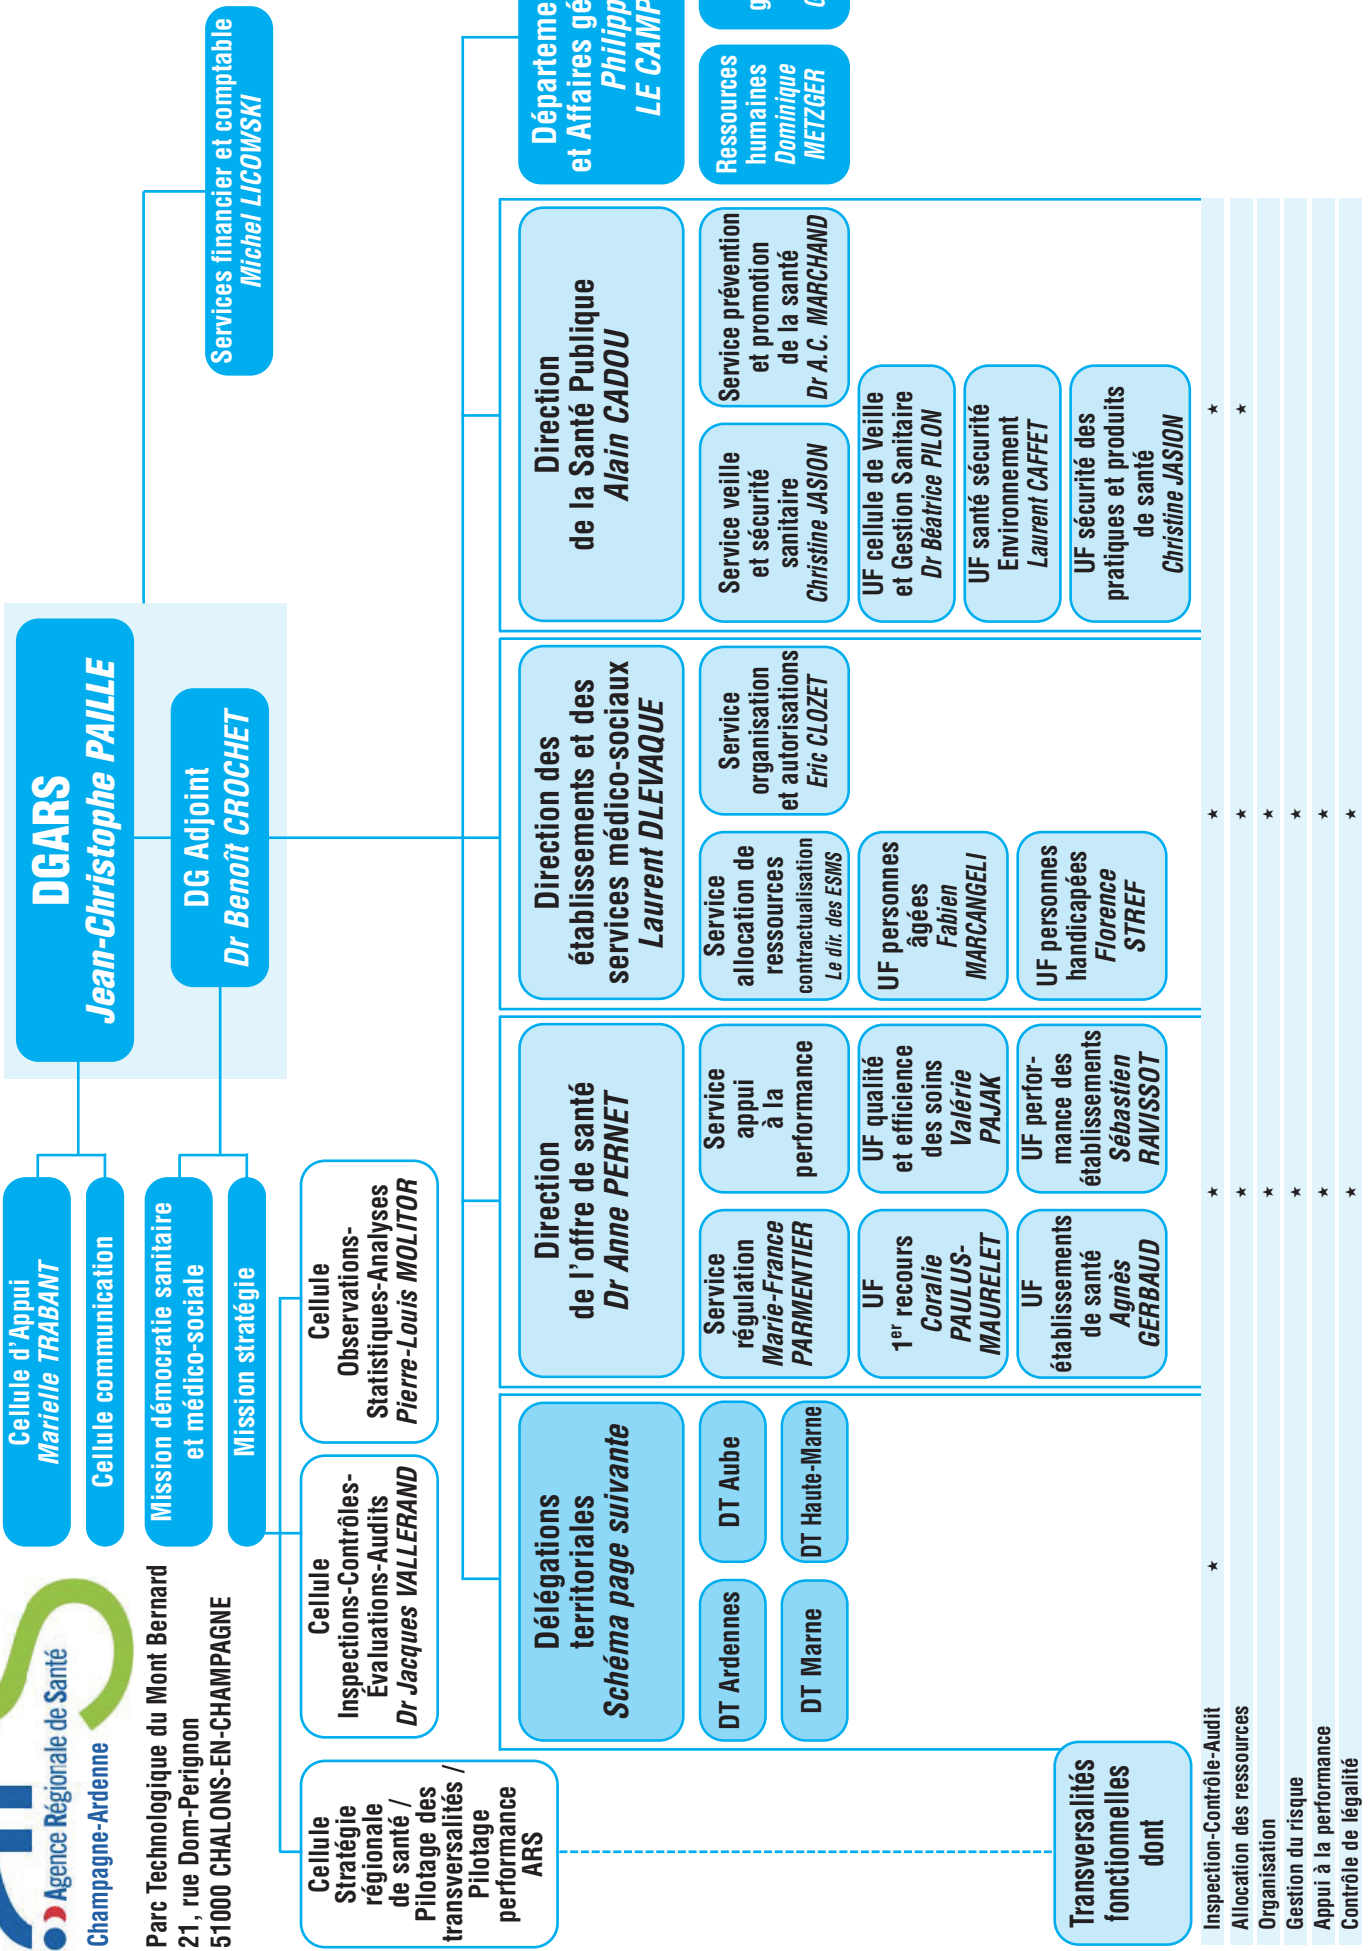 Agence Régionale de Santé
Champagne-Ardenne
Parc Technologique du Mont Bernard
21, rue Dom-Perignon
51000 CHALONS-EN-CHAMPAGNE
DGARS
Jean-Christophe PAILLE
DG Adjoint
Dr Benoît CROCHET
Services financier et comptable
Michel LICOWSKI
Cellule d'Appui
Marielle TRABANT
Cellule communication
Mission démocratie sanitaire
et médico-sociale
Mission stratégie
Cellule
Stratégie
régionale
de santé /
Pilotage des
transversalités /
Pilotage
performance
ARS
Cellule
Inspections-Contrôles-
Évaluations-Audits
Dr Jacques VALLERAND
Cellule
Observations-
Statistiques-Analyses
Pierre-Louis MOLITOR
Délégations
territoriales
Schéma page suivante
DT Ardennes
DT Aube
DT Marne
DT Haute-Marne
Direction
de l'offre de santé
Dr Anne PERNET
Service
régulation
Marie-France
PARMENTIER
Service
appui
à la
performance
UF
1er recours
Coralie
PAULUS-
MAURELET
UF qualité
et efficience
des soins
Valérie
PAJAK
UF
établissements
de santé
Agnès
GERBAUD
UF perfor-
mance des
établissements
Sébastien
RAVISSOT
Direction des
établissements et des
services médico-sociaux
Laurent DLEVAQUE
Service
allocation de
ressources
contractualisation
Le dir. des ESMS
Service
organisation
et autorisations
Eric CLOZET
UF personnes
âgées
Fabien
MARCANGELI
UF personnes
handicapées
Florence
STREF
Direction
de la Santé Publique
Alain CADOU
Service veille
et sécurité
sanitaire
Christine JASION
Service prévention
et promotion
de la santé
Dr A.C. MARCHAND
UF cellule de Veille
et Gestion Sanitaire
Dr Béatrice PILON
UF santé sécurité
Environnement
Laurent CAFFET
UF sécurité des
pratiques et produits
de santé
Christine JASION
Départeme
et Affaires gé
Philipp
LE CAMP
Ressources
humaines
Dominique
METZGER
Transversalités
fonctionnelles
dont
Inspection-Contrôle-Audit ★ ★ ★ ★
Allocation des ressources ★ ★ ★
Organisation ★ ★
Gestion du risque ★ ★
Appui à la performance ★ ★
Contrôle de légalité ★ ★